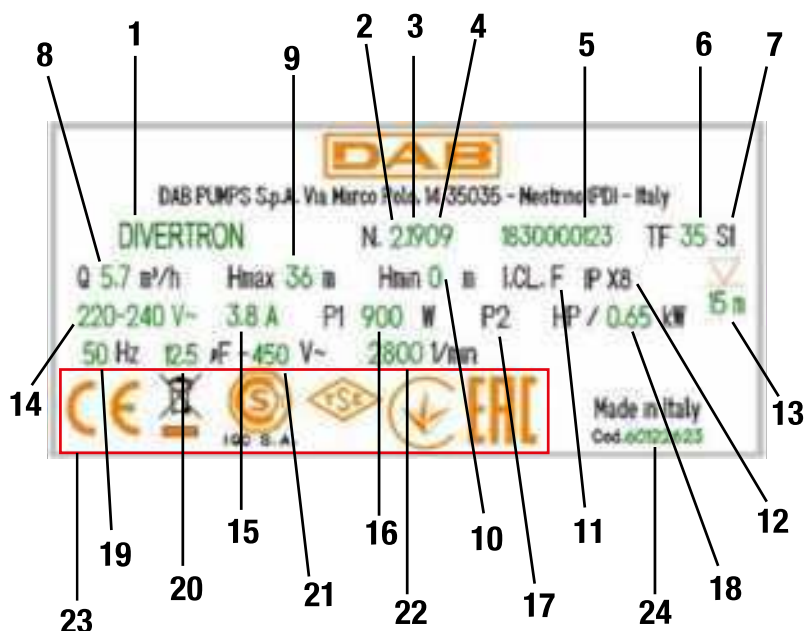 1 2 3 4 5 6 7
8 9
DAB
DAB PUMPS S.p.A. Via Marco Polo, 14 35035 - Mestrino(PD) - Italy
DIVERTRON N. 2.1909 1830000123 TF 35 SI
Q 5.7 m³/h Hmax 36 m Hmin 0 m I.CL. F IP X8
15 m
220-240 V~ 3.8 A P1 900 W P2 HP / 0.65 kW
50 Hz 12.5 µF - 450 V~ 2800 1/min
CE S TSE EAC
IQC S.A.
Made in Italy
Cod.60122623
14 13
19 20 15 21 16 10 11 12
23 22 17 24 18